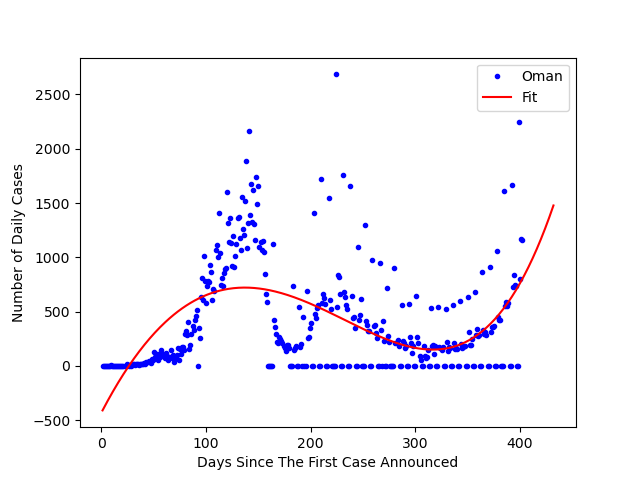 Oman
Fit
2500
2000
1500
1000
500
0
−500
0 100 200 300 400
Number of Daily Cases
Days Since The First Case Announced